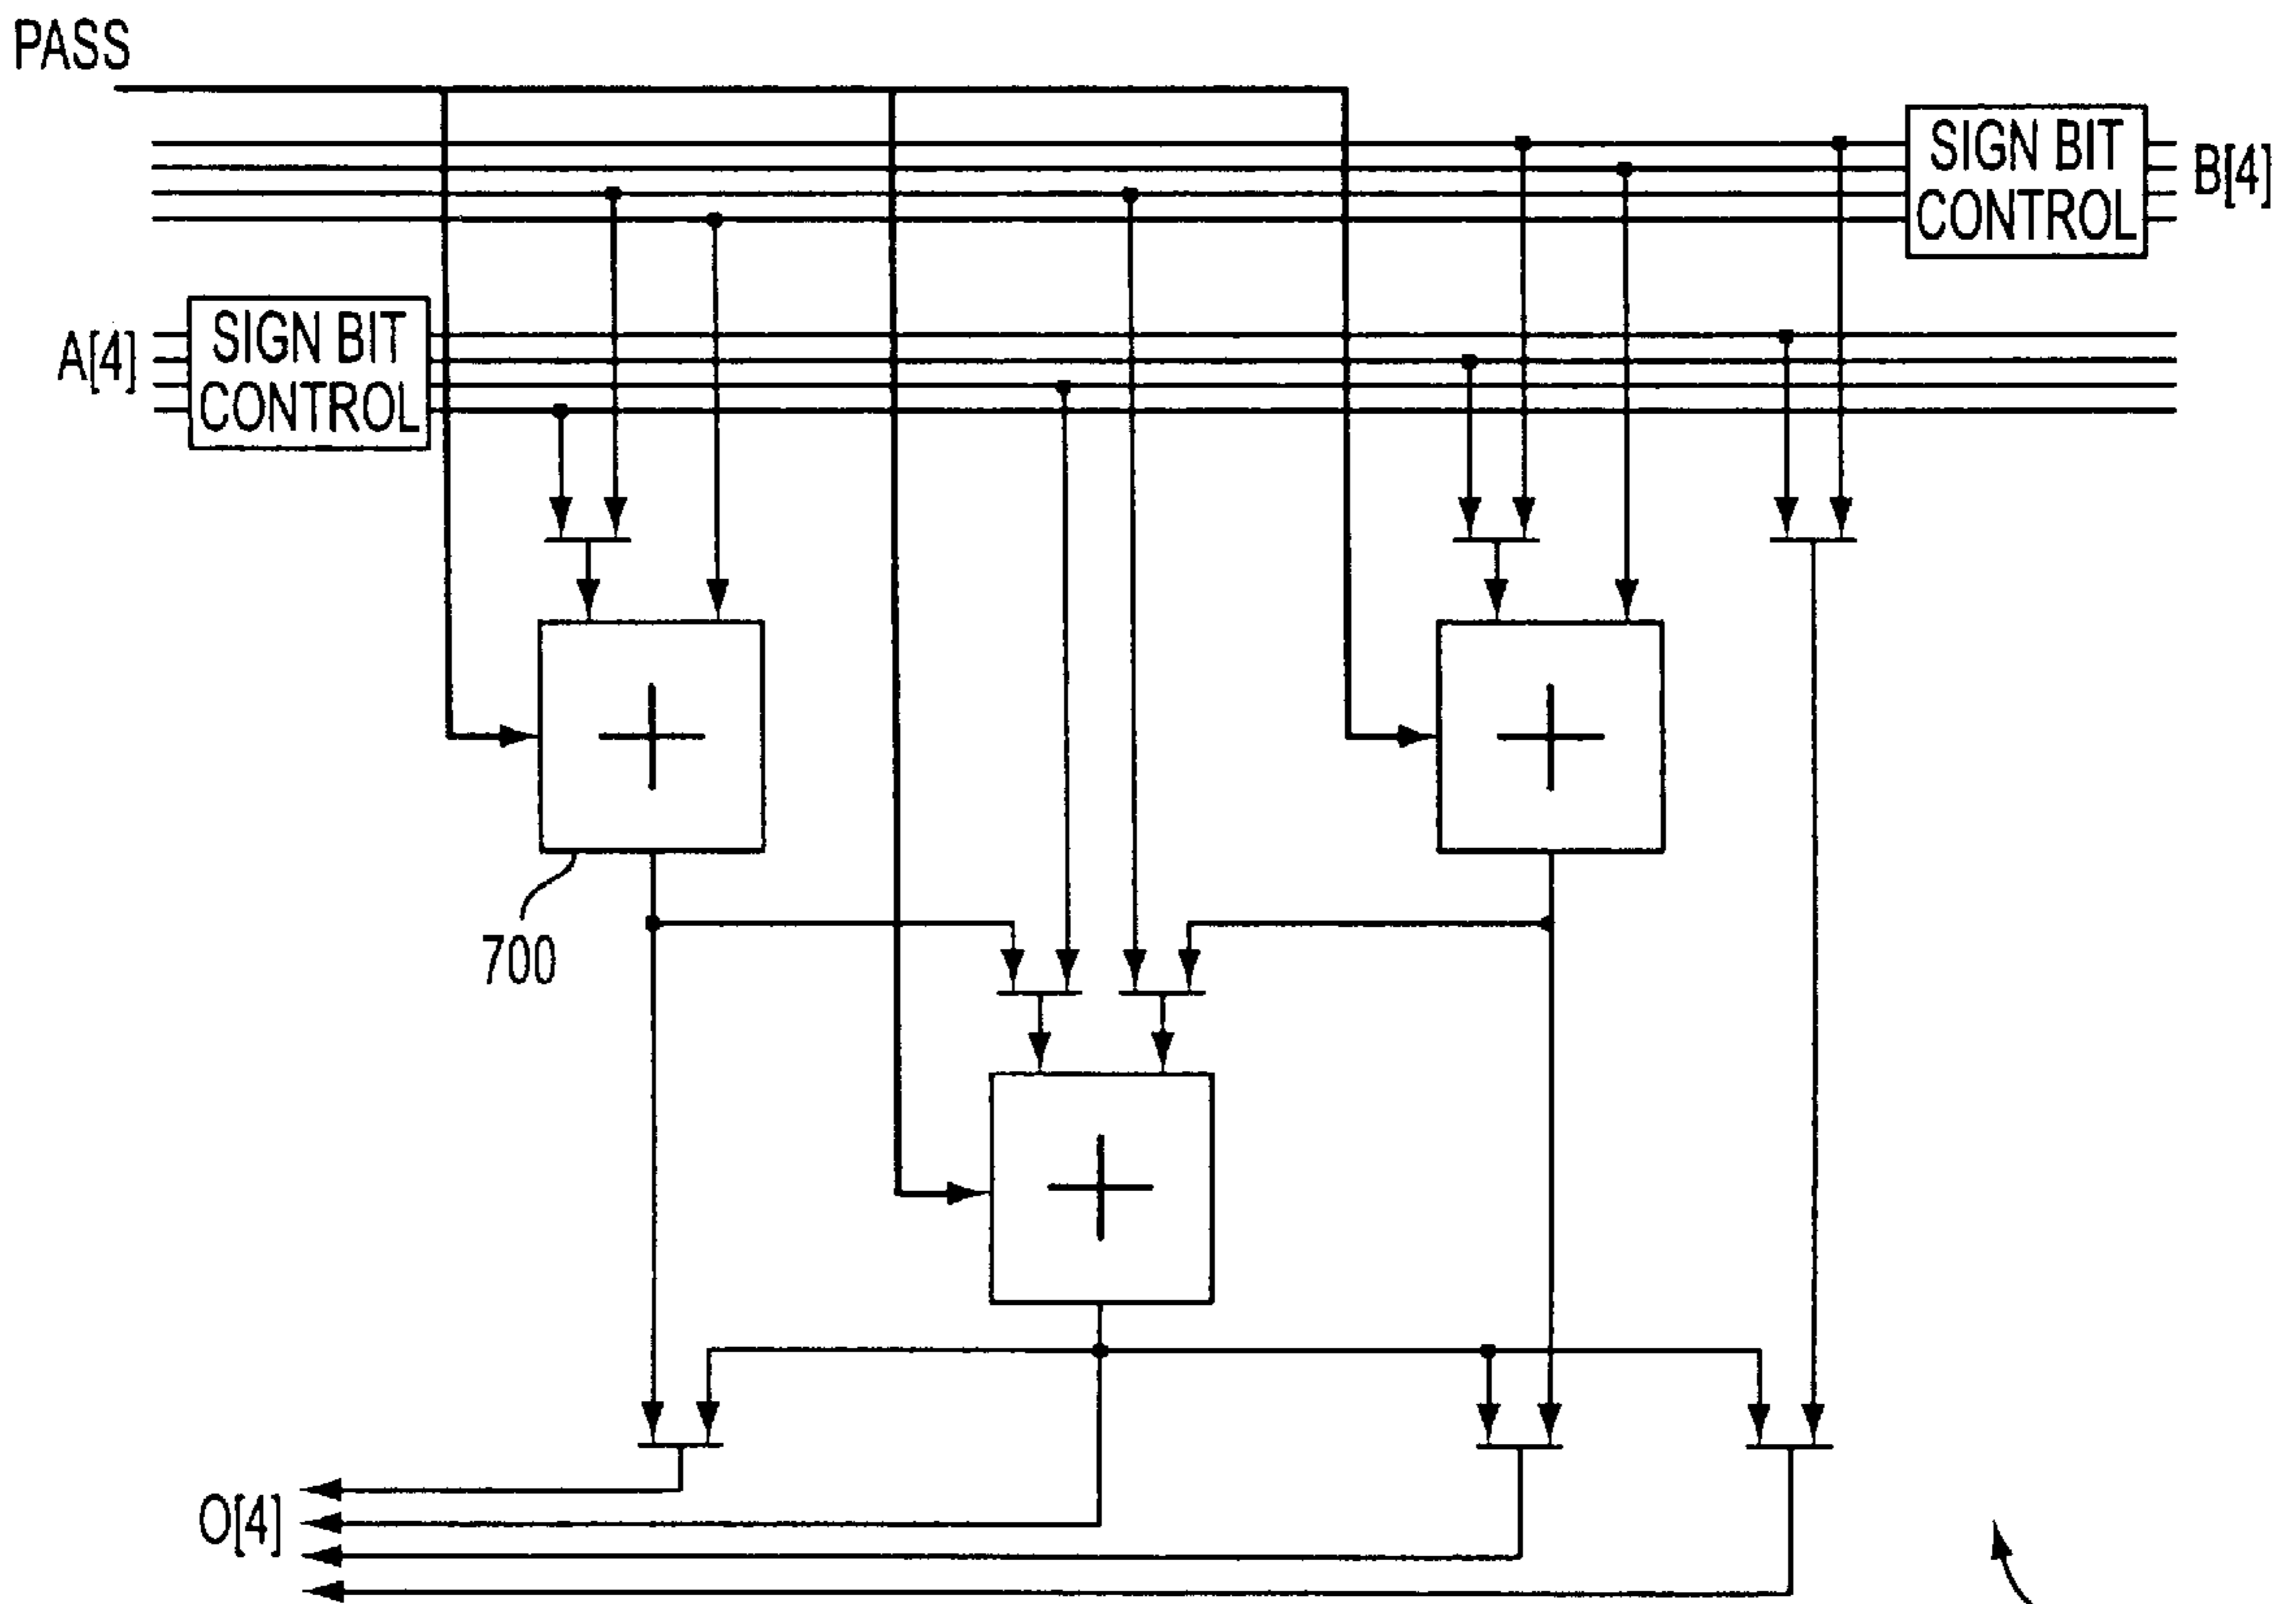 PASS
SIGN BIT
CONTROL
B[4]
A[4]
SIGN BIT
CONTROL
+
+
700
+
O[4]